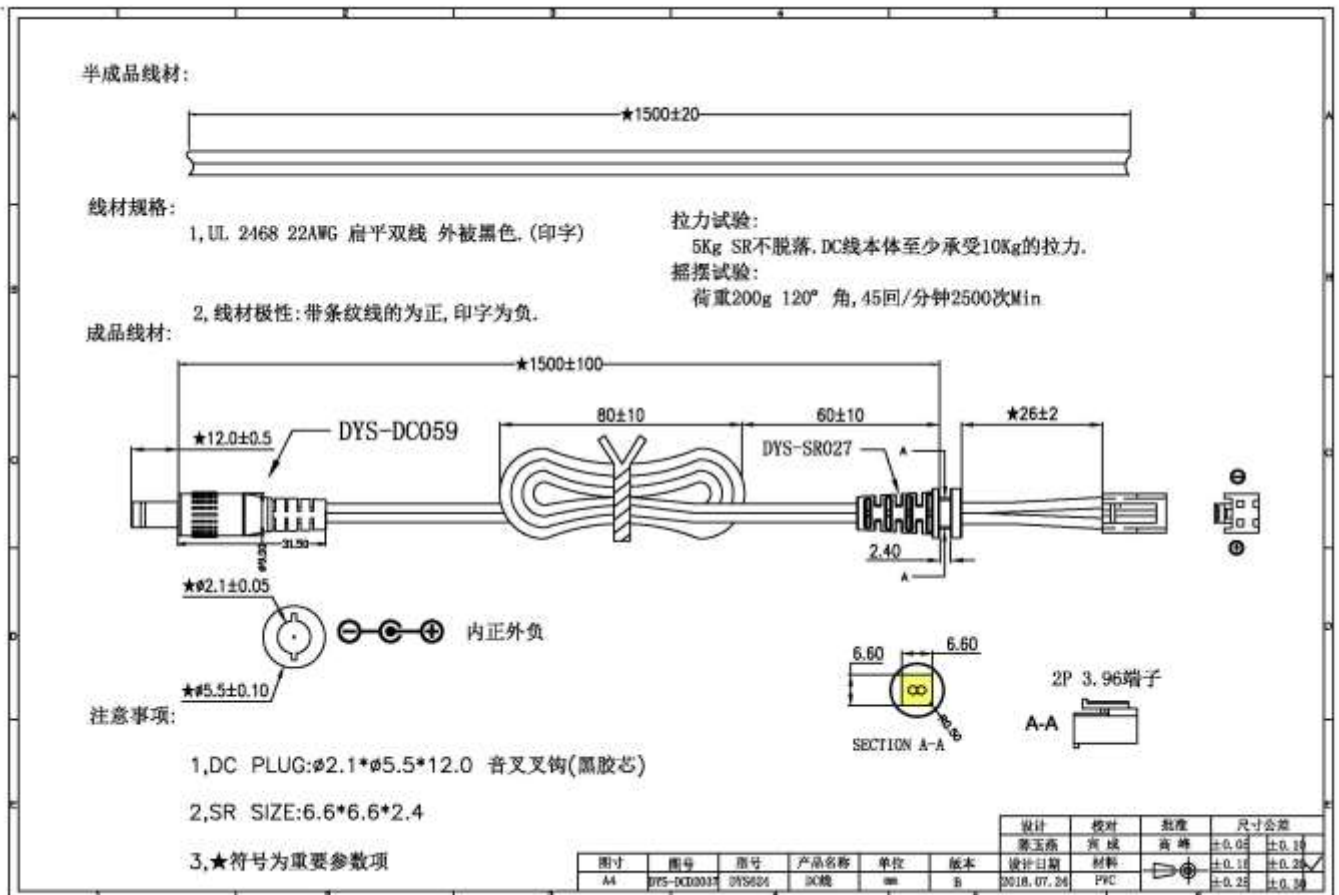 半成品线材:
★1500±20
线材规格:
1,UL 2468 22AWG 扁平双线 外被黑色.(印字)
2,线材极性:带条纹线的为正,印字为负.
拉力试验:
5Kg SR不脱落.DC线本体至少承受10Kg的拉力.
摇摆试验:
荷重200g 120° 角,45回/分钟2500次Min
成品线材:
★1500±100
80±10
60±10
★26±2
★12.0±0.5
DYS-DC059
DYS-SR027
A
31.50
2.40
A
★ø2.1±0.05
内正外负
★ø5.5±0.10
6.60
6.60
R0.50
SECTION A-A
2P 3.96端子
A-A
注意事项:
1,DC PLUG:ø2.1*ø5.5*12.0 音叉叉钩(黑胶芯)
2,SR SIZE:6.6*6.6*2.4
3,★符号为重要参数项
设计 校对 批准 尺寸公差
设计日期 材料
2018.07.24 PVC
图寸 图号 型号 产品名称 单位 版本
A4 DYS624 DC线 mm B